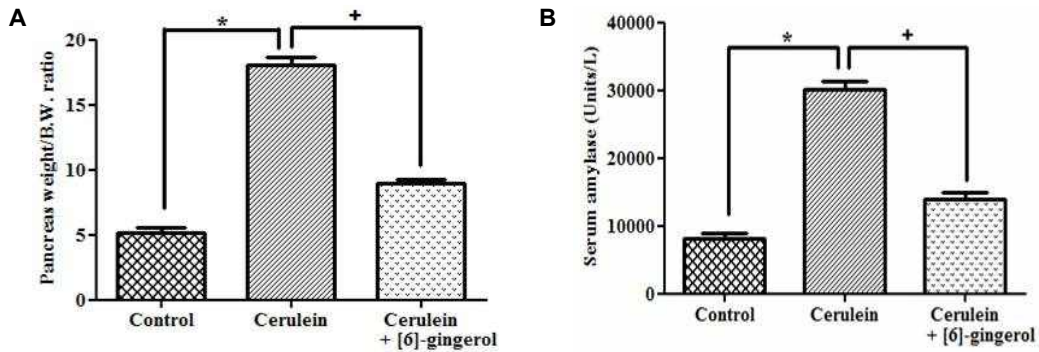 A
Pancreas weight/B.W. ratio
20
15
10
5
0
*
+
Control
Cerulein
Cerulein
+ [6]-gingerol
B
Serum amylase (Units/L)
40000
30000
20000
10000
0
*
+
Control
Cerulein
Cerulein
+ [6]-gingerol